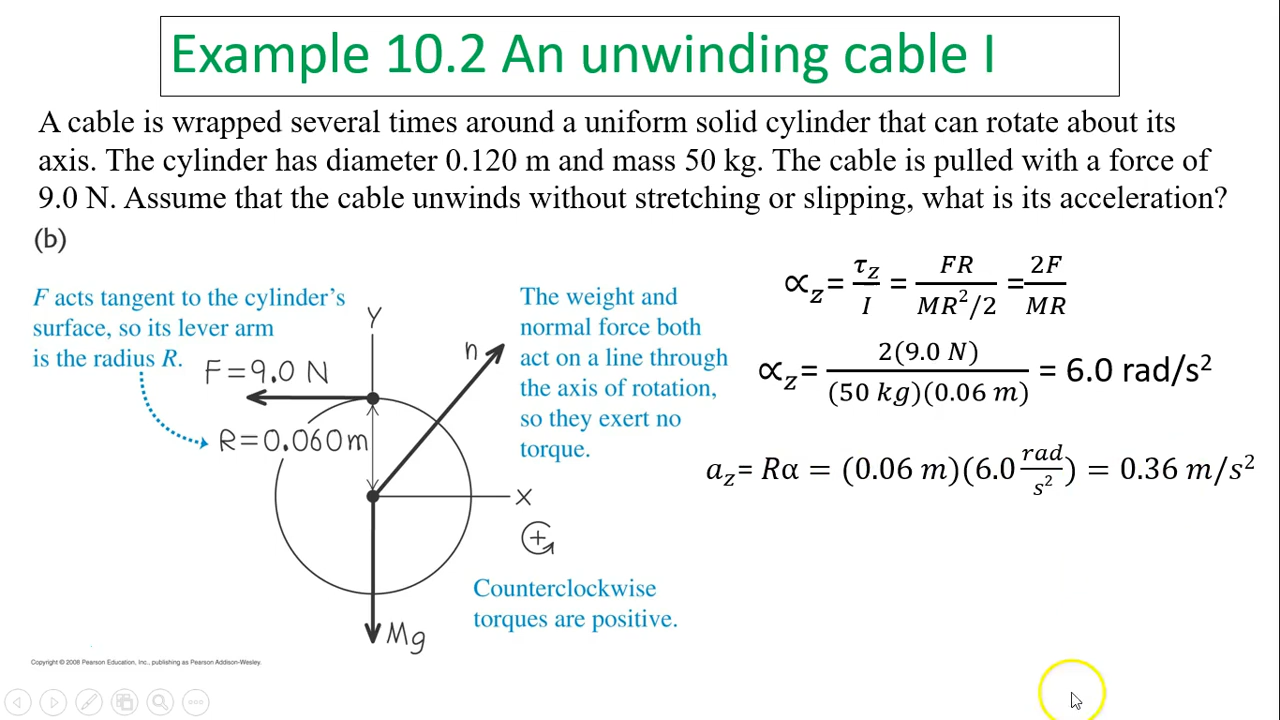 Example 10.2 An unwinding cable I
A cable is wrapped several times around a uniform solid cylinder that can rotate about its
axis. The cylinder has diameter 0.120 m and mass 50 kg. The cable is pulled with a force of
9.0 N. Assume that the cable unwinds without stretching or slipping, what is its acceleration?
(b)
F acts tangent to the cylinder's
surface, so its lever arm
is the radius R.
F=9.0 N
R=0.060m
Y
n
X
+
Mg
The weight and
normal force both
act on a line through
the axis of rotation,
so they exert no
torque.
Counterclockwise
torques are positive.
∝_z = τ_z/I = FR/(MR²/2) = 2F/MR
∝_z = 2(9.0 N)/((50 kg)(0.06 m)) = 6.0 rad/s²
a_z = Rα = (0.06 m)(6.0 rad/s²) = 0.36 m/s²
Copyright © 2008 Pearson Education, Inc., publishing as Pearson Addison-Wesley.